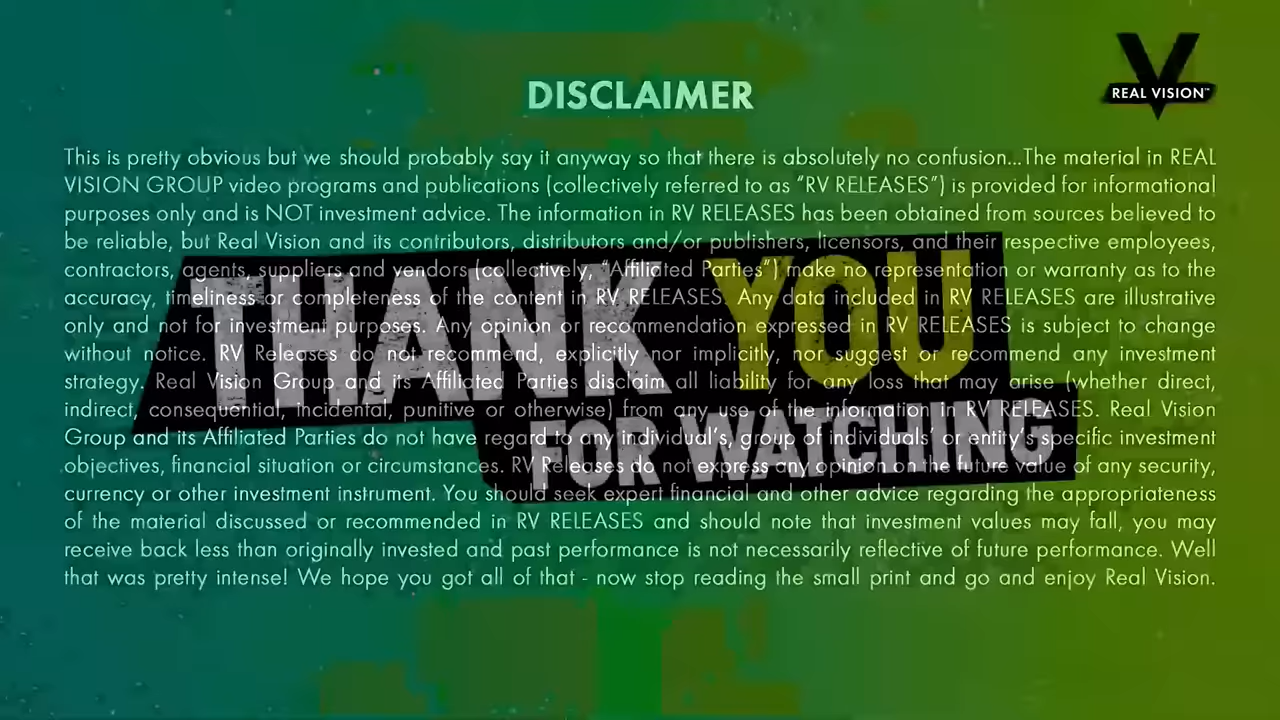 DISCLAIMER
REAL VISION™
This is pretty obvious but we should probably say it anyway so that there is absolutely no confusion...The material in REAL
VISION GROUP video programs and publications (collectively referred to as “RV RELEASES”) is provided for informational
purposes only and is NOT investment advice. The information in RV RELEASES has been obtained from sources believed to
be reliable, but Real Vision and its contributors, distributors and/or publishers, licensors, and their respective employees,
contractors, agents, suppliers and vendors (collectively, “Affiliated Parties”) make no representation or warranty as to the
accuracy, timeliness or completeness of the content in RV RELEASES. Any data included in RV RELEASES are illustrative
only and not for investment purposes. Any opinion or recommendation expressed in RV RELEASES is subject to change
without notice. RV Releases do not recommend, explicitly nor implicitly, nor suggest or recommend any investment
strategy. Real Vision Group and its Affiliated Parties disclaim all liability for any loss that may arise (whether direct,
indirect, consequential, incidental, punitive or otherwise) from any use of the information in RV RELEASES. Real Vision
Group and its Affiliated Parties do not have regard to any individual’s, group of individuals’ or entity’s specific investment
objectives, financial situation or circumstances. RV Releases do not express any opinion on the future value of any security,
currency or other investment instrument. You should seek expert financial and other advice regarding the appropriateness
of the material discussed or recommended in RV RELEASES and should note that investment values may fall, you may
receive back less than originally invested and past performance is not necessarily reflective of future performance. Well
that was pretty intense! We hope you got all of that - now stop reading the small print and go and enjoy Real Vision.
THANK YOU
FOR WATCHING